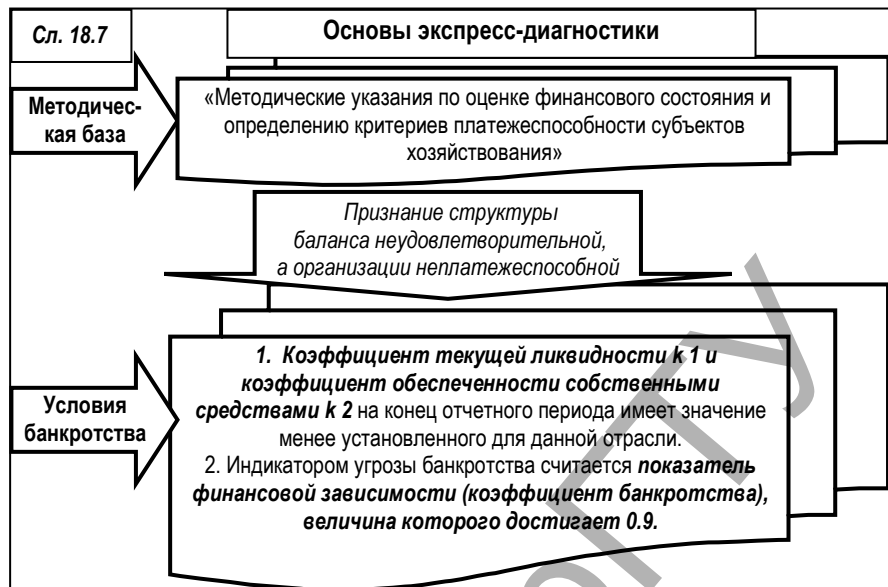 Сл. 18.7
Основы экспресс-диагностики
Методичес-
кая база
«Методические указания по оценке финансового состояния и
определению критериев платежеспособности субъектов
хозяйствования»
Признание структуры
баланса неудовлетворительной,
а организации неплатежеспособной
Условия
банкротства
1. Коэффициент текущей ликвидности k 1 и
коэффициент обеспеченности собственными
средствами k 2 на конец отчетного периода имеет значение
менее установленного для данной отрасли.
2. Индикатором угрозы банкротства считается показатель
финансовой зависимости (коэффициент банкротства),
величина которого достигает 0.9.